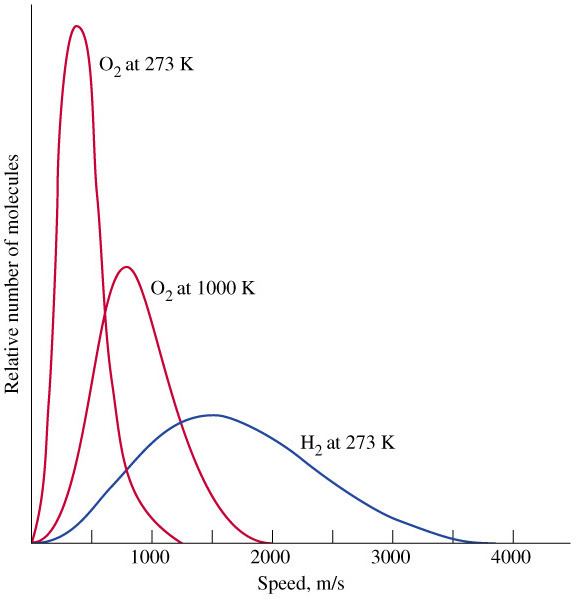 O₂ at 273 K
O₂ at 1000 K
H₂ at 273 K
Relative number of molecules
1000 2000 3000 4000
Speed, m/s